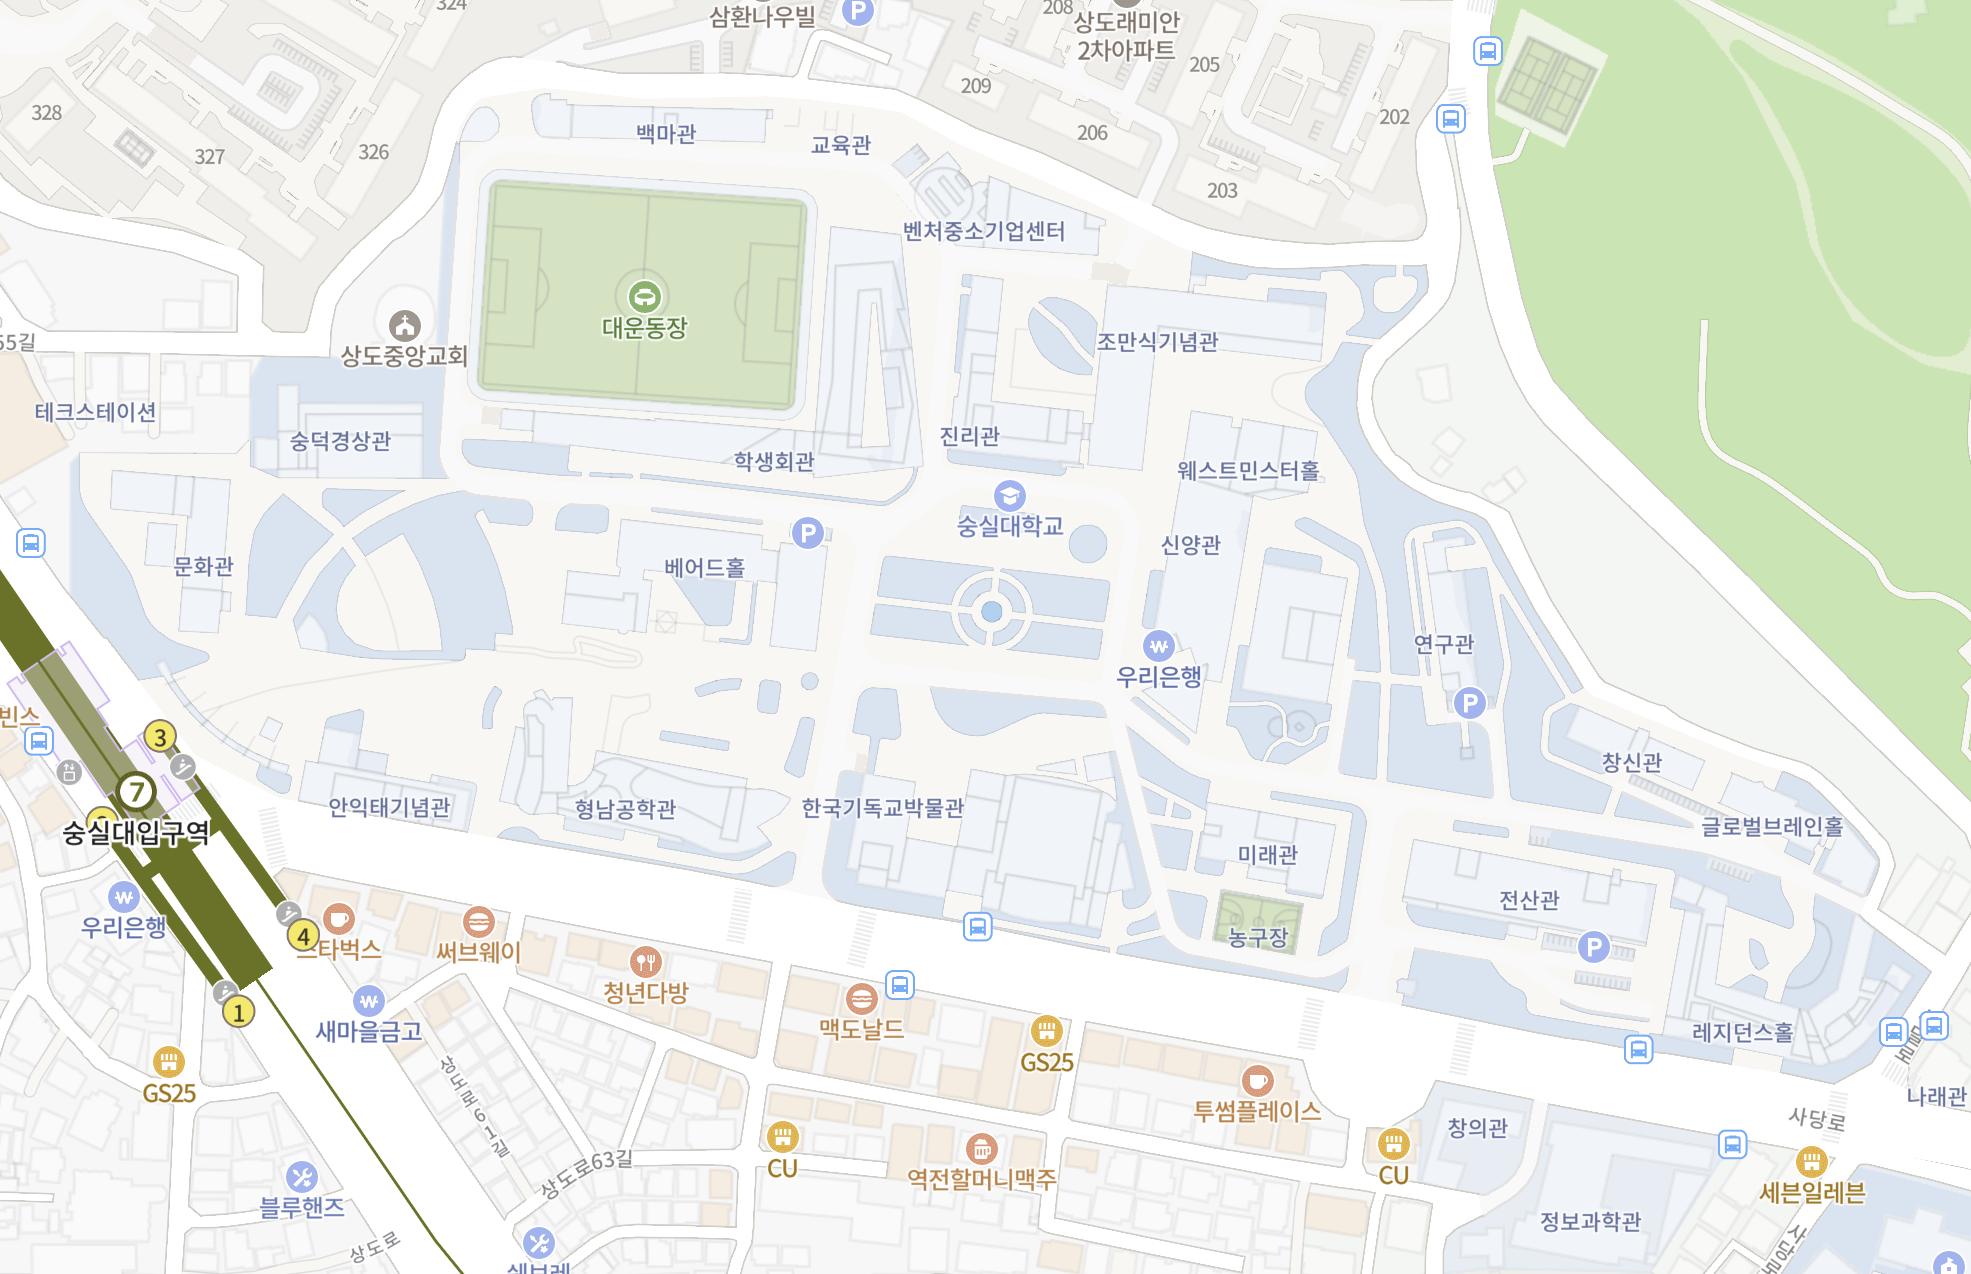 324
삼환나우빌
P
208
상도래미안
2차아파트
205
209
328
202
백마관
206
교육관
327
326
203
벤처중소기업센터
대운동장
55길
상도중앙교회
조만식기념관
테크스테이션
숭덕경상관
진리관
학생회관
웨스트민스터홀
숭실대학교
P
신양관
문화관
베어드홀
연구관
우리은행
P
빈스
3
창신관
7
안익태기념관
형남공학관
한국기독교박물관
숭실대입구역
글로벌브레인홀
미래관
전산관
우리은행
4
스타벅스
써브웨이
농구장
P
청년다방
1
새마을금고
맥도날드
GS25
레지던스홀
GS25
상도로61길
투썸플레이스
나래관
사당로
창의관
CU
역전할머니맥주
CU
상도로63길
세븐일레븐
블루핸즈
정보과학관
상도로